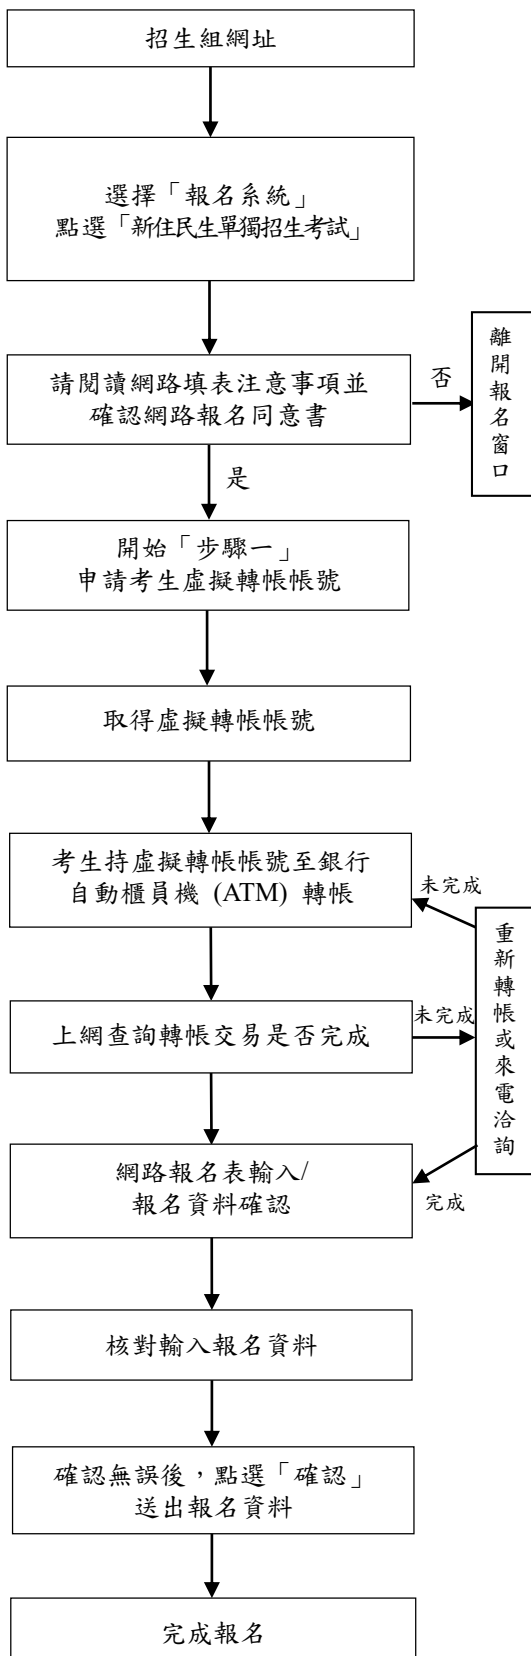 招生組網址
選擇「報名系統」
點選「新住民生單獨招生考試」
請閱讀網路填表注意事項並
確認網路報名同意書
否
離開報名窗口
是
開始「步驟一」
申請考生虛擬轉帳帳號
取得虛擬轉帳帳號
考生持虛擬轉帳帳號至銀行
自動櫃員機 (ATM) 轉帳
未完成
重新轉帳或來電洽詢
上網查詢轉帳交易是否完成
未完成
網路報名表輸入/
報名資料確認
完成
核對輸入報名資料
確認無誤後，點選「確認」
送出報名資料
完成報名